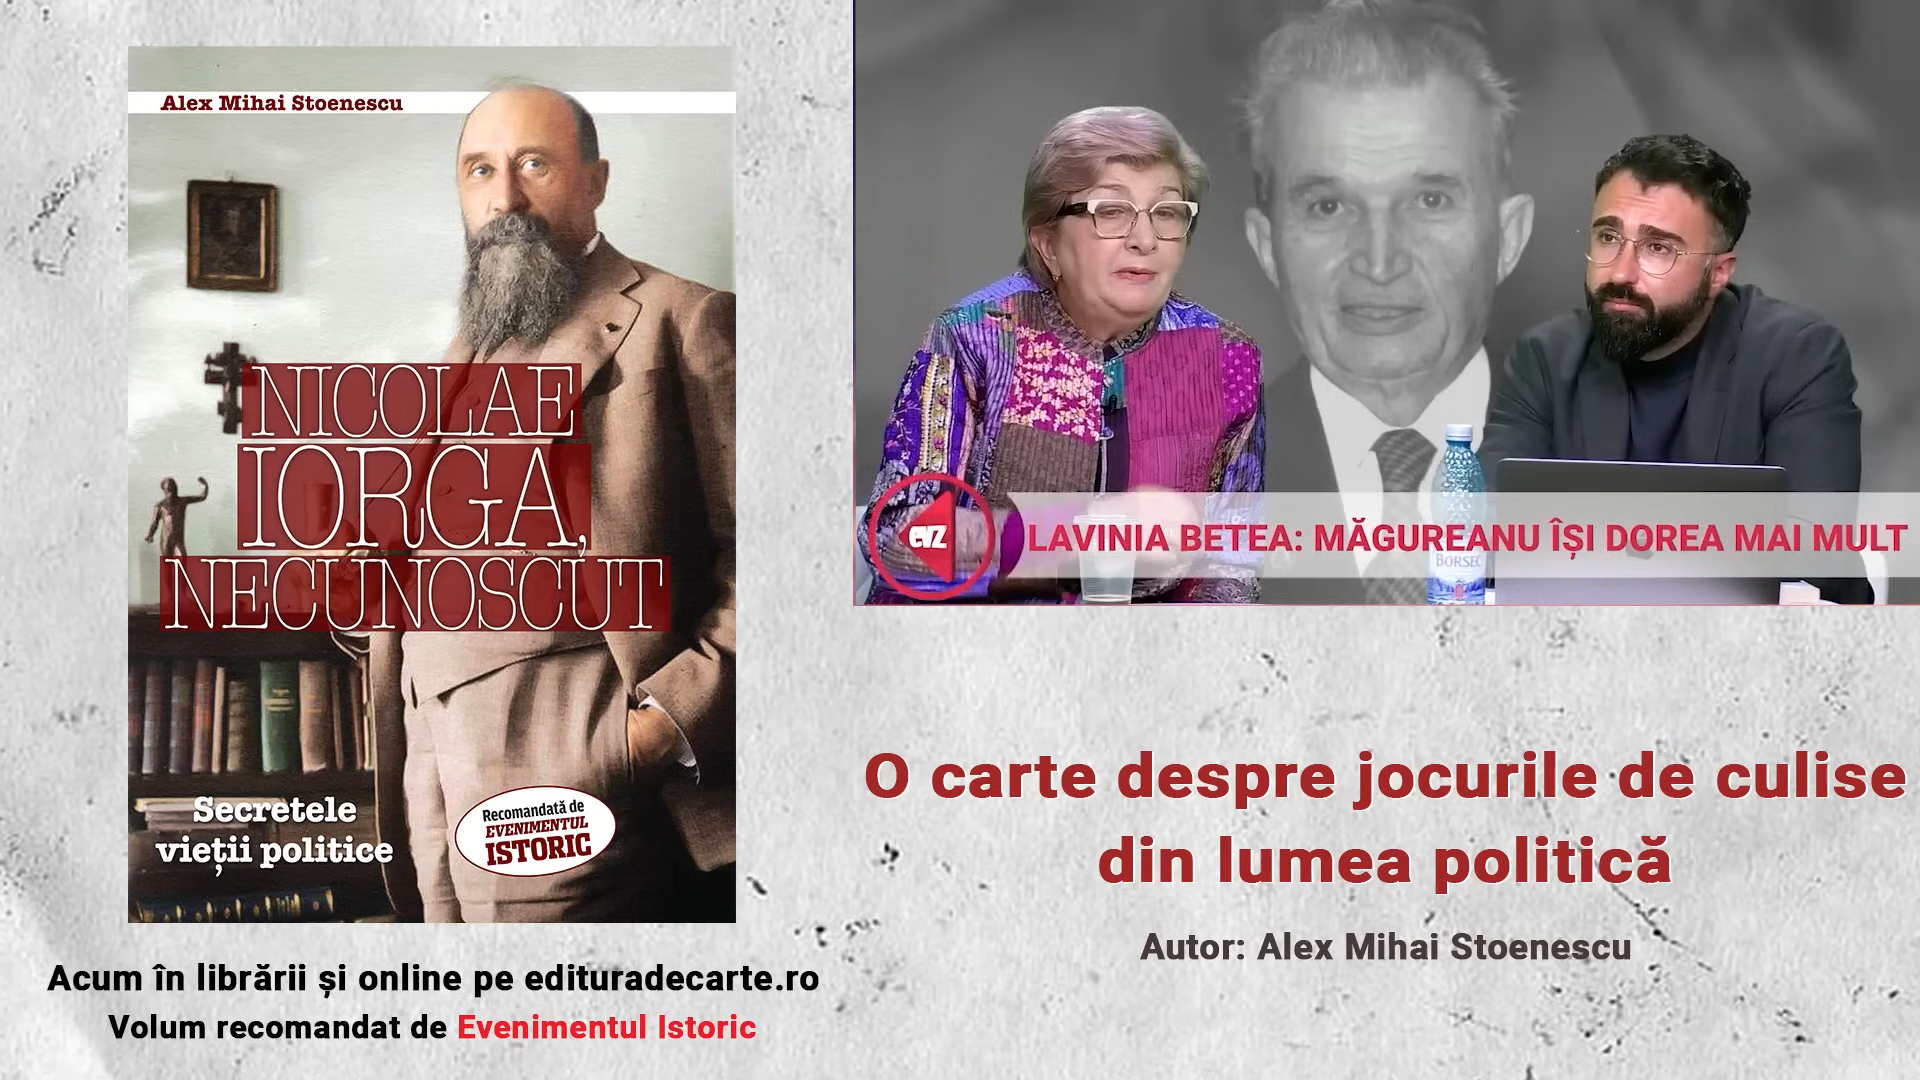 Alex Mihai Stoenescu
NICOLAE
IORGA,
NECUNOSCUT
Secretele
vieții politice
Recomandată de
EVENIMENTUL
ISTORIC
Acum în librării și online pe edituradecarte.ro
Volum recomandat de Evenimentul Istoric
evz
LAVINIA BETEA: MĂGUREANU ÎȘI DOREA MAI MULT
BORSEC
O carte despre jocurile de culise
din lumea politică
Autor: Alex Mihai Stoenescu